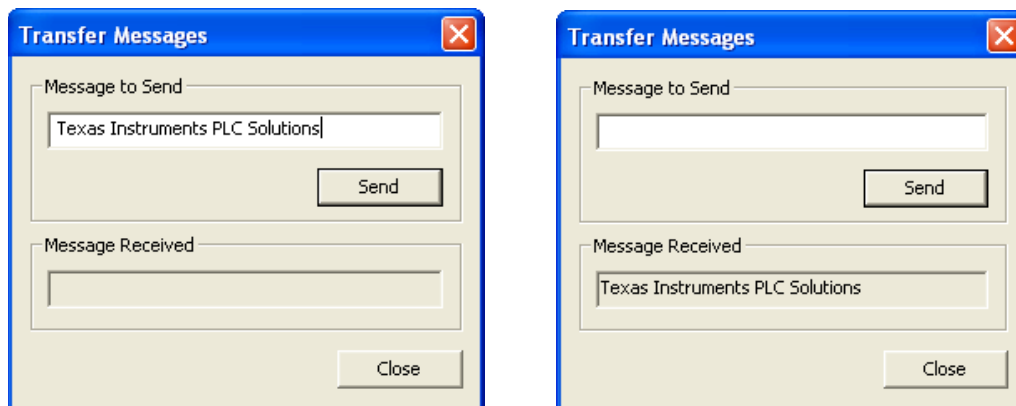 Transfer Messages
Message to Send
Texas Instruments PLC Solutions
Send
Message Received
Close
Transfer Messages
Message to Send
Send
Message Received
Texas Instruments PLC Solutions
Close